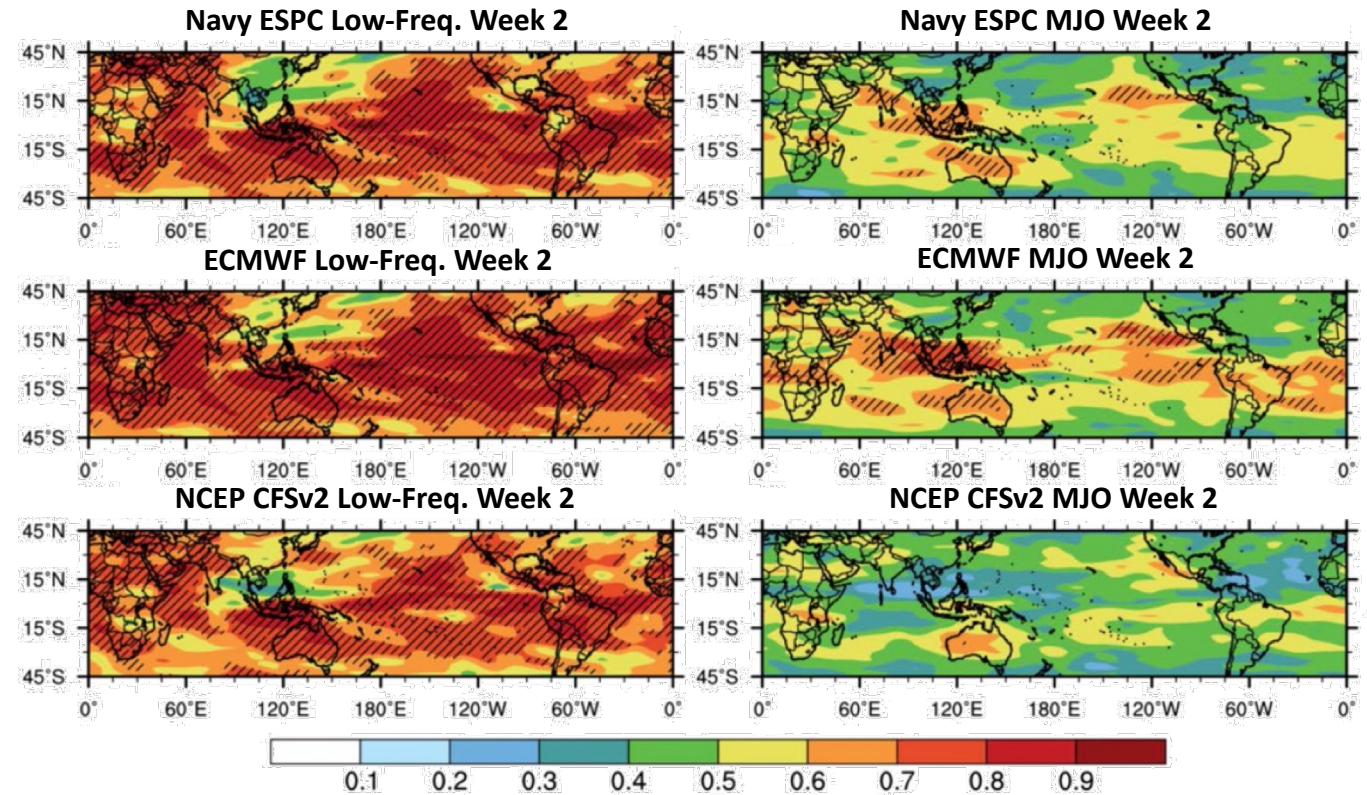 Navy ESPC Low-Freq. Week 2
45°N
15°N
15°S
45°S
0°
60°E
120°E
180°E
120°W
60°W
0°
Navy ESPC MJO Week 2
45°N
15°N
15°S
45°S
0°
60°E
120°E
180°E
120°W
60°W
0°
ECMWF Low-Freq. Week 2
45°N
15°N
15°S
45°S
0°
60°E
120°E
180°E
120°W
60°W
0°
ECMWF MJO Week 2
45°N
15°N
15°S
45°S
0°
60°E
120°E
180°E
120°W
60°W
0°
NCEP CFSv2 Low-Freq. Week 2
45°N
15°N
15°S
45°S
0°
60°E
120°E
180°E
120°W
60°W
0°
NCEP CFSv2 MJO Week 2
45°N
15°N
15°S
45°S
0°
60°E
120°E
180°E
120°W
60°W
0°
0.1 0.2 0.3 0.4 0.5 0.6 0.7 0.8 0.9